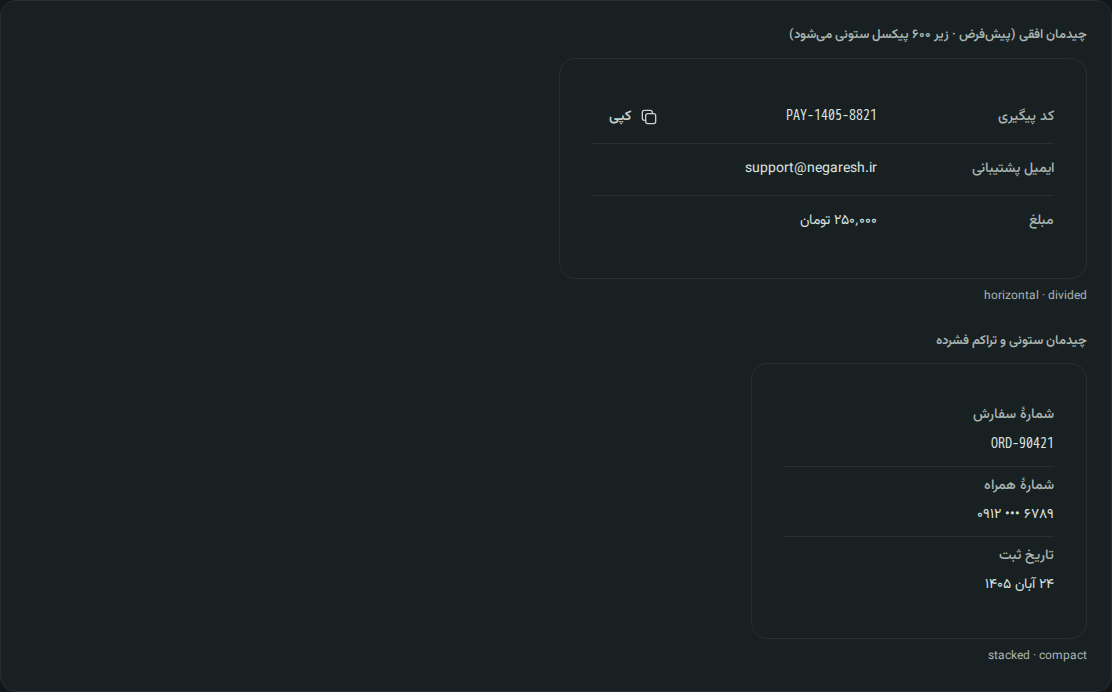 چیدمان افقی (پیش‌فرض · زیر ۶۰۰ پیکسل ستونی می‌شود)
کد پیگیری PAY-1405-8821 کپی
ایمیل پشتیبانی support@negaresh.ir
مبلغ ۲۵۰,۰۰۰ تومان
horizontal · divided
چیدمان ستونی و تراکم فشرده
شمارهٔ سفارش
ORD-90421
شمارهٔ همراه
۰۹۱۲ ••• ۶۷۸۹
تاریخ ثبت
۲۴ آبان ۱۴۰۵
stacked · compact